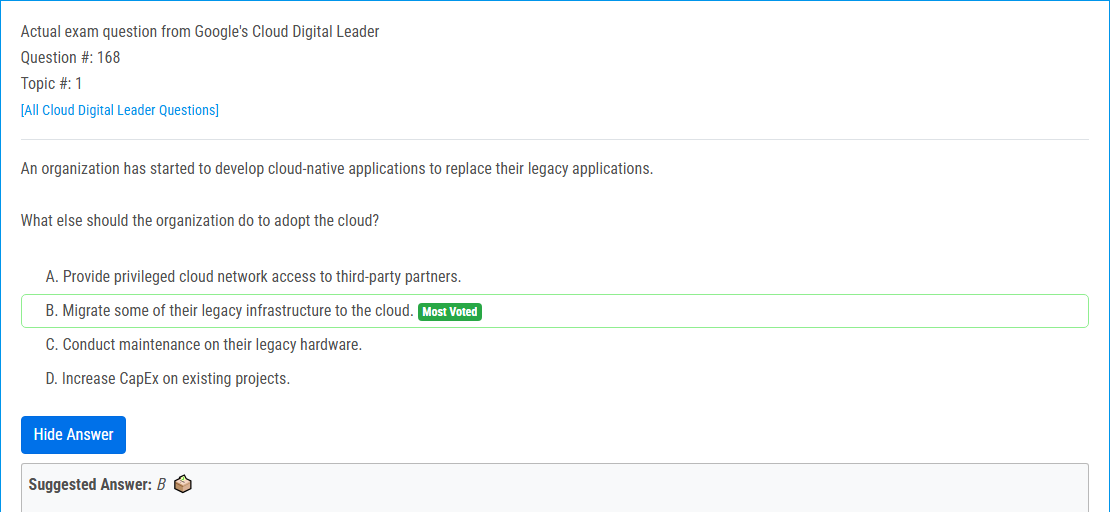 Actual exam question from Google's Cloud Digital Leader
Question #: 168
Topic #: 1
[All Cloud Digital Leader Questions]
An organization has started to develop cloud-native applications to replace their legacy applications.
What else should the organization do to adopt the cloud?
A. Provide privileged cloud network access to third-party partners.
B. Migrate some of their legacy infrastructure to the cloud. Most Voted
C. Conduct maintenance on their legacy hardware.
D. Increase CapEx on existing projects.
Hide Answer
Suggested Answer: B